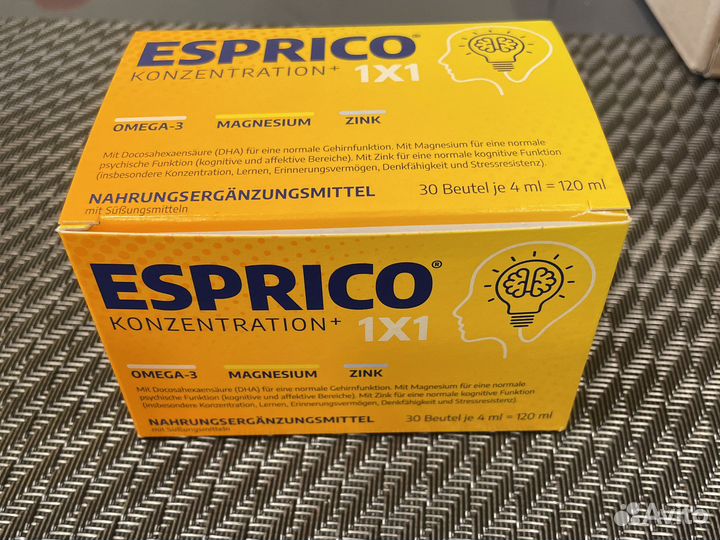 ESPRICO®
KONZENTRATION+ 1X1
OMEGA-3 MAGNESIUM ZINK
Mit Docosahexaensäure (DHA) für eine normale Gehirnfunktion. Mit Magnesium für eine normale
psychische Funktion (kognitive und affektive Bereiche). Mit Zink für eine normale kognitive Funktion
(insbesondere Konzentration, Lernen, Erinnerungsvermögen, Denkfähigkeit und Stressresistenz).
NAHRUNGSERGÄNZUNGSMITTEL 30 Beutel je 4 ml = 120 ml
mit Süßungsmitteln
ESPRICO®
KONZENTRATION+ 1X1
OMEGA-3 MAGNESIUM ZINK
Mit Docosahexaensäure (DHA) für eine normale Gehirnfunktion. Mit Magnesium für eine normale
psychische Funktion (kognitive und affektive Bereiche). Mit Zink für eine normale kognitive Funktion
(insbesondere Konzentration, Lernen, Erinnerungsvermögen, Denkfähigkeit und Stressresistenz).
NAHRUNGSERGÄNZUNGSMITTEL 30 Beutel je 4 ml = 120 ml
mit Süßungsmitteln
Avito